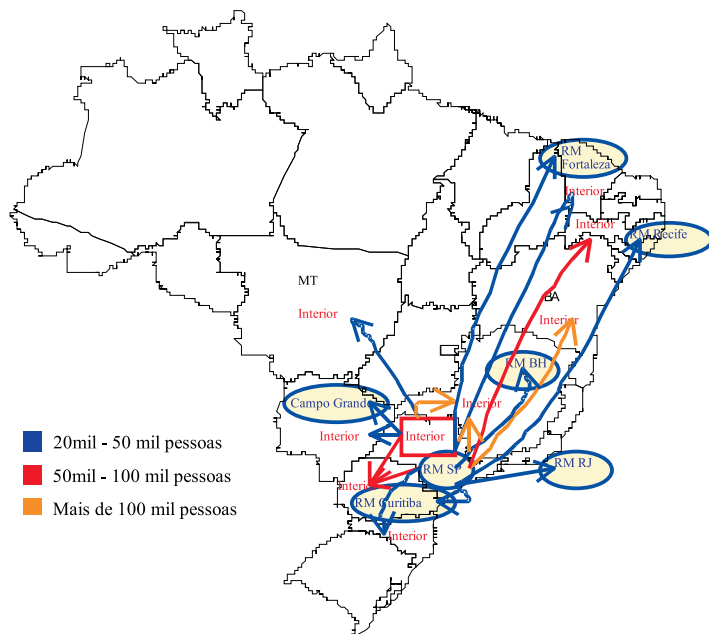 RM
Fortaleza
Interior
Interior
RM Recife
MT
Interior
BA
Interior
RM BH
Campo Grande
Interior
Interior
Interior
20mil - 50 mil pessoas
RM SP
RM RJ
50mil - 100 mil pessoas
Interior
RM Curitiba
Mais de 100 mil pessoas
Interior